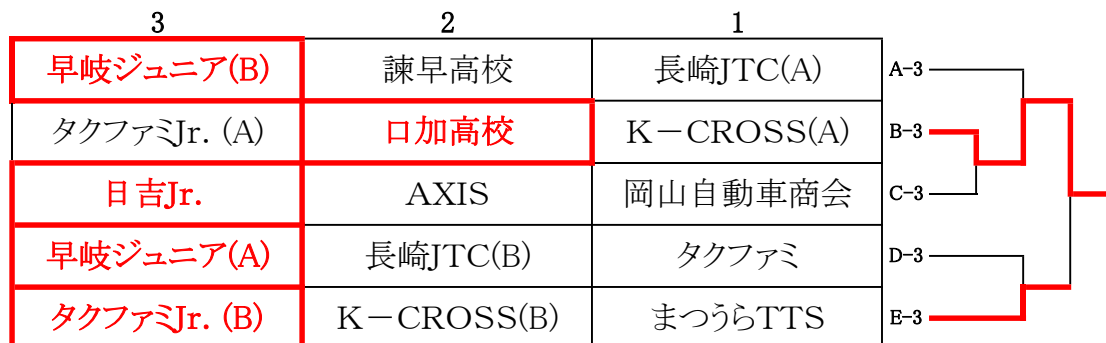 3 2 1
早岐ジュニア(B) 諫早高校 長崎JTC(A) A-3
タクファミJr. (A) 口加高校 K-CROSS(A) B-3
日吉Jr. AXIS 岡山自動車商会 C-3
早岐ジュニア(A) 長崎JTC(B) タクファミ D-3
タクファミJr. (B) K-CROSS(B) まつうらTTS E-3